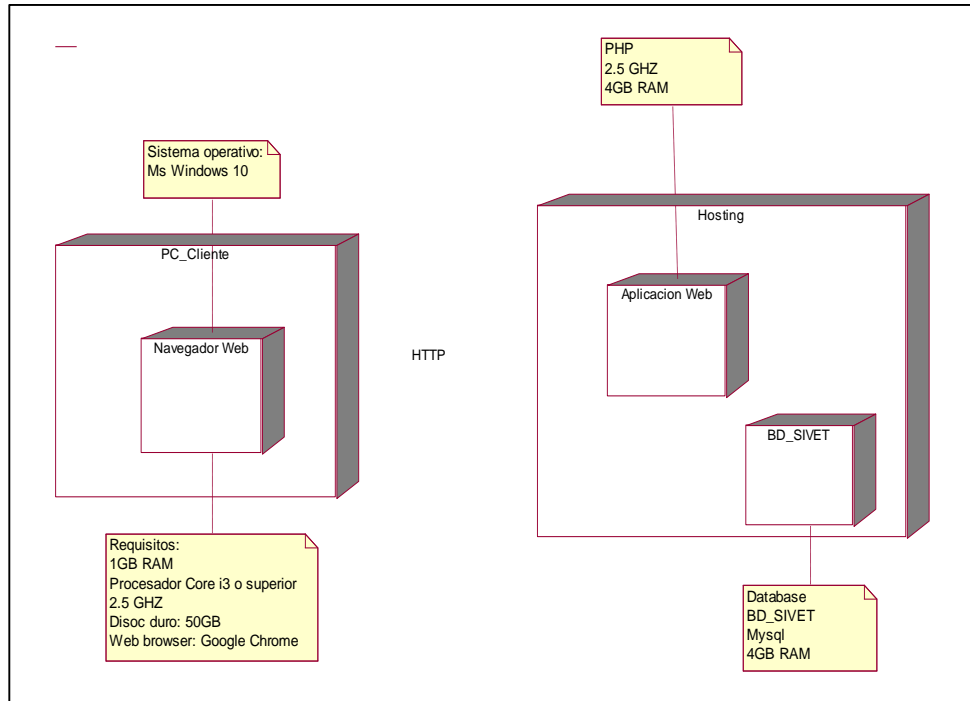 PHP
2.5 GHZ
4GB RAM
Sistema operativo:
Ms Windows 10
Hosting
PC_Cliente
Aplicacion Web
Navegador Web
HTTP
BD_SIVET
Requisitos:
1GB RAM
Procesador Core i3 o superior
2.5 GHZ
Disoc duro: 50GB
Web browser: Google Chrome
Database
BD_SIVET
Mysql
4GB RAM